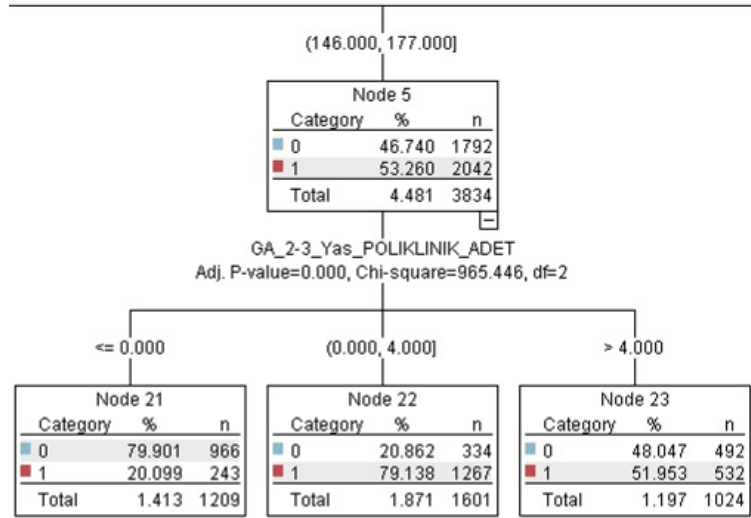 (146.000, 177.000]
Node 5
Category % n
0 46.740 1792
1 53.260 2042
Total 4.481 3834
GA_2-3_Yas_POLIKLINIK_ADET
Adj. P-value=0.000, Chi-square=965.446, df=2
<= 0.000 (0.000, 4.000] > 4.000
Node 21 Node 22 Node 23
Category % n Category % n Category % n
0 79.901 966 0 20.862 334 0 48.047 492
1 20.099 243 1 79.138 1267 1 51.953 532
Total 1.413 1209 Total 1.871 1601 Total 1.197 1024